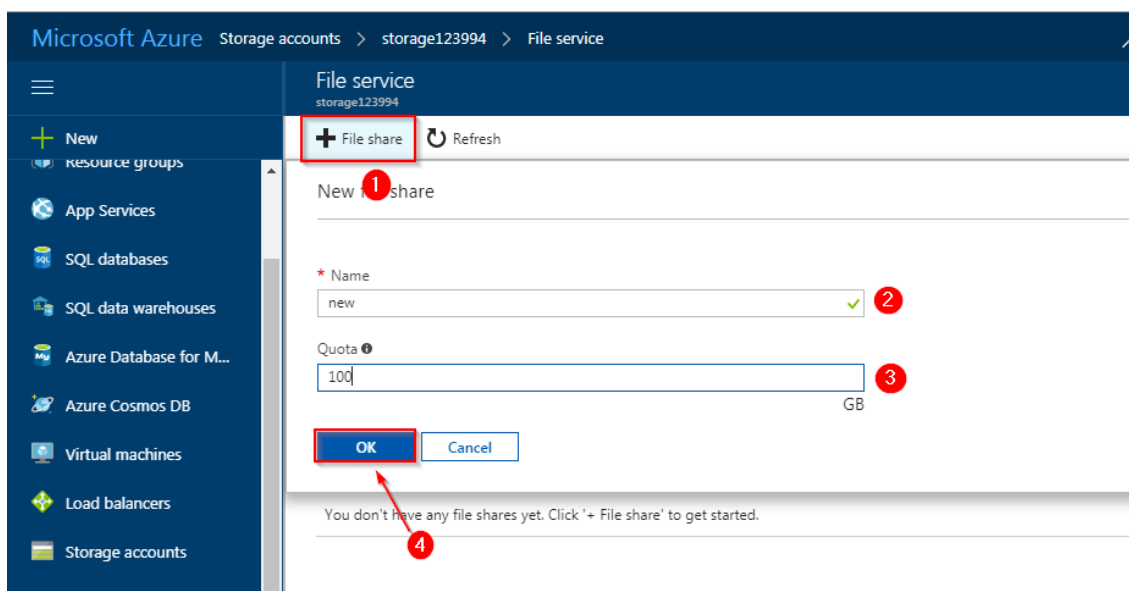 Microsoft Azure Storage accounts > storage123994 > File service
File service
storage123994
New
File share
Refresh
Resource groups
App Services
SQL databases
SQL data warehouses
Azure Database for M...
Azure Cosmos DB
Virtual machines
Load balancers
Storage accounts
1
New share
* Name
new
2
Quota
100
3
GB
OK
Cancel
You don't have any file shares yet. Click '+ File share' to get started.
4